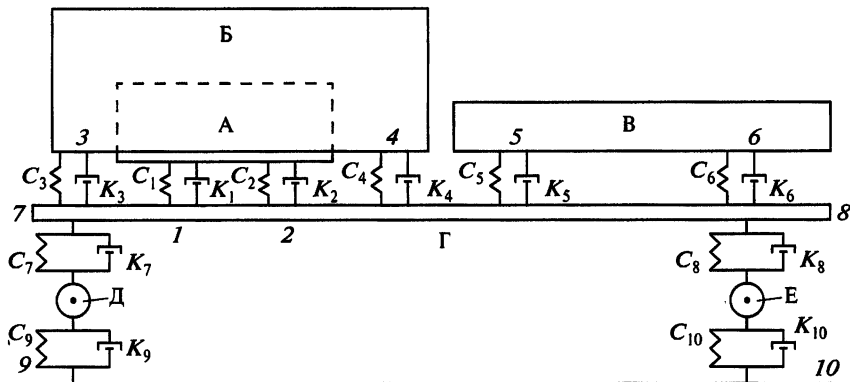 Б
А
В
3
4
5
6
C₃
K₃
C₁
K₁
C₂
K₂
C₄
K₄
C₅
K₅
C₆
K₆
7
8
1
2
Г
C₇
K₇
C₈
K₈
Д
Е
C₉
K₉
C₁₀
K₁₀
9
10